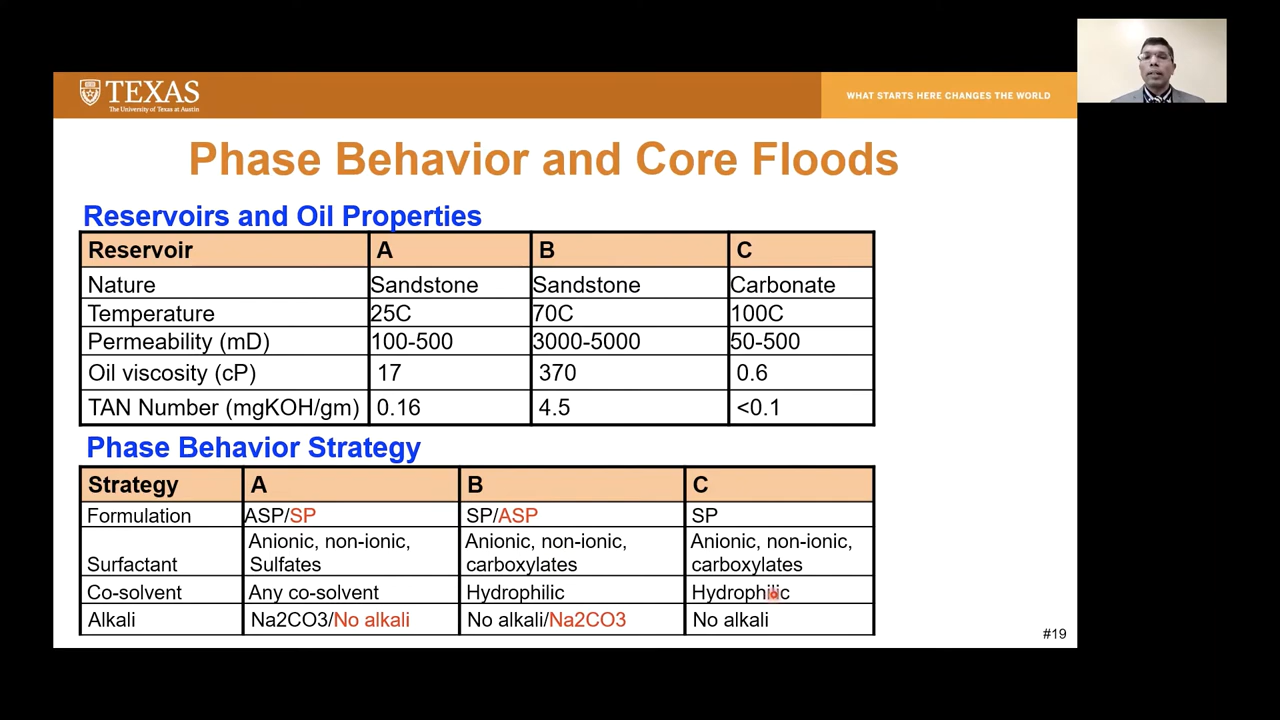 TEXAS
The University of Texas at Austin
WHAT STARTS HERE CHANGES THE WORLD
Phase Behavior and Core Floods
Reservoirs and Oil Properties
Reservoir A B C
Nature Sandstone Sandstone Carbonate
Temperature 25C 70C 100C
Permeability (mD) 100-500 3000-5000 50-500
Oil viscosity (cP) 17 370 0.6
TAN Number (mgKOH/gm) 0.16 4.5 <0.1
Phase Behavior Strategy
Strategy A B C
Formulation ASP/SP SP/ASP SP
Surfactant Anionic, non-ionic, Sulfates Anionic, non-ionic, carboxylates Anionic, non-ionic, carboxylates
Co-solvent Any co-solvent Hydrophilic Hydrophilic
Alkali Na2CO3/No alkali No alkali/Na2CO3 No alkali
#19